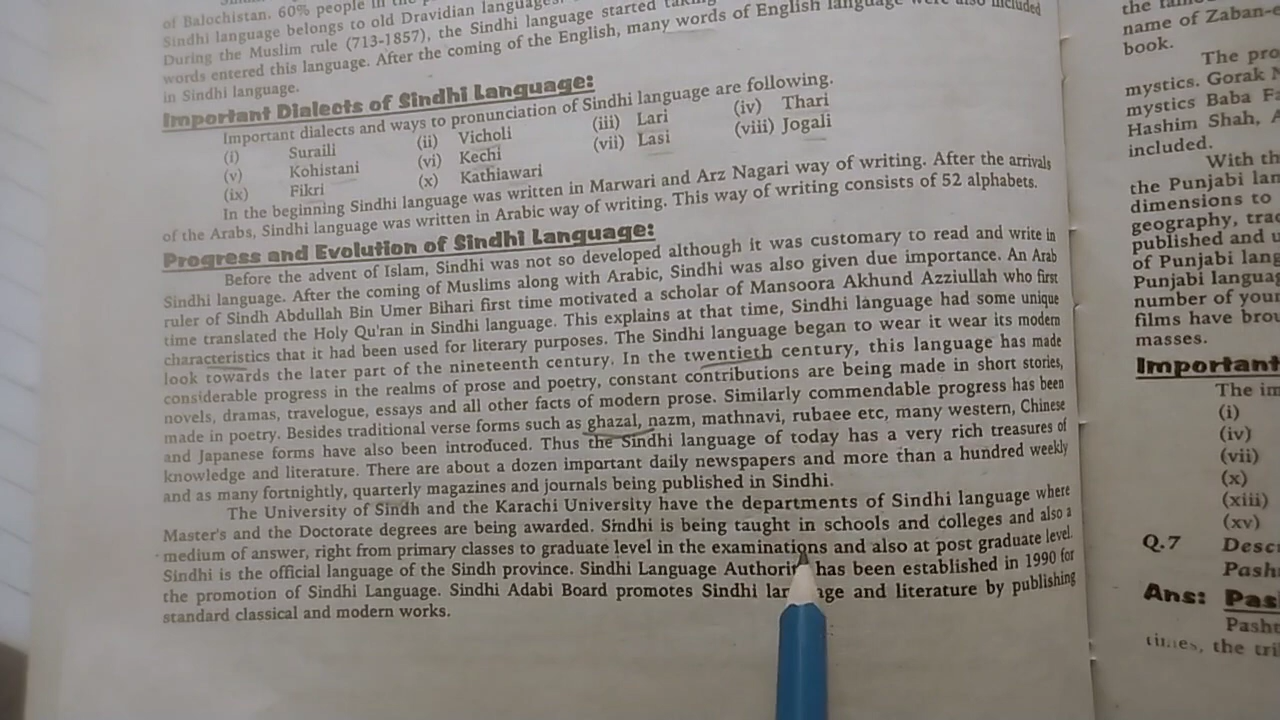 of Balochistan. 60% people in the
Sindhi language belongs to old Dravidian languages.
During the Muslim rule (713-1857), the Sindhi language started
words entered this language. After the coming of the English, many words of English language were also included
in Sindhi language.
Important Dialects of Sindhi Language:
Important dialects and ways to pronunciation of Sindhi language are following.
(i) Suraili (ii) Vicholi (iii) Lari (iv) Thari
(v) Kohistani (vi) Kechi (vii) Lasi (viii) Jogali
(ix) Fikri (x) Kathiawari
In the beginning Sindhi language was written in Marwari and Arz Nagari way of writing. After the arrivals
of the Arabs, Sindhi language was written in Arabic way of writing. This way of writing consists of 52 alphabets.
Progress and Evolution of Sindhi Language:
Before the advent of Islam, Sindhi was not so developed although it was customary to read and write in
Sindhi language. After the coming of Muslims along with Arabic, Sindhi was also given due importance. An Arab
ruler of Sindh Abdullah Bin Umer Bihari first time motivated a scholar of Mansoora Akhund Azziullah who first
time translated the Holy Qu'ran in Sindhi language. This explains at that time, Sindhi language had some unique
characteristics that it had been used for literary purposes. The Sindhi language began to wear it wear its modern
look towards the later part of the nineteenth century. In the twentieth century, this language has made
considerable progress in the realms of prose and poetry, constant contributions are being made in short stories,
novels, dramas, travelogue, essays and all other facts of modern prose. Similarly commendable progress has been
made in poetry. Besides traditional verse forms such as ghazal, nazm, mathnavi, rubaee etc, many western, Chinese
and Japanese forms have also been introduced. Thus the Sindhi language of today has a very rich treasures of
knowledge and literature. There are about a dozen important daily newspapers and more than a hundred weekly
and as many fortnightly, quarterly magazines and journals being published in Sindhi.
The University of Sindh and the Karachi University have the departments of Sindhi language where
Master's and the Doctorate degrees are being awarded. Sindhi is being taught in schools and colleges and also a
medium of answer, right from primary classes to graduate level in the examinations and also at post graduate level.
Sindhi is the official language of the Sindh province. Sindhi Language has been established in 1990 for
the promotion of Sindhi Language. Sindhi Adabi Board promotes Sindhi and literature by publishing
standard classical and modern works.
the
name of
book.
The
mystics. Gorak
mystics Baba
Hashim Shah,
included.
With
the Punjabi
dimensions to
geography,
published and
of Punjabi
Punjabi
number of
films have
masses.
Important
The
(i)
(iv)
(vii)
(x)
(xiii)
(xv)
Q.7
Ans:
times, the